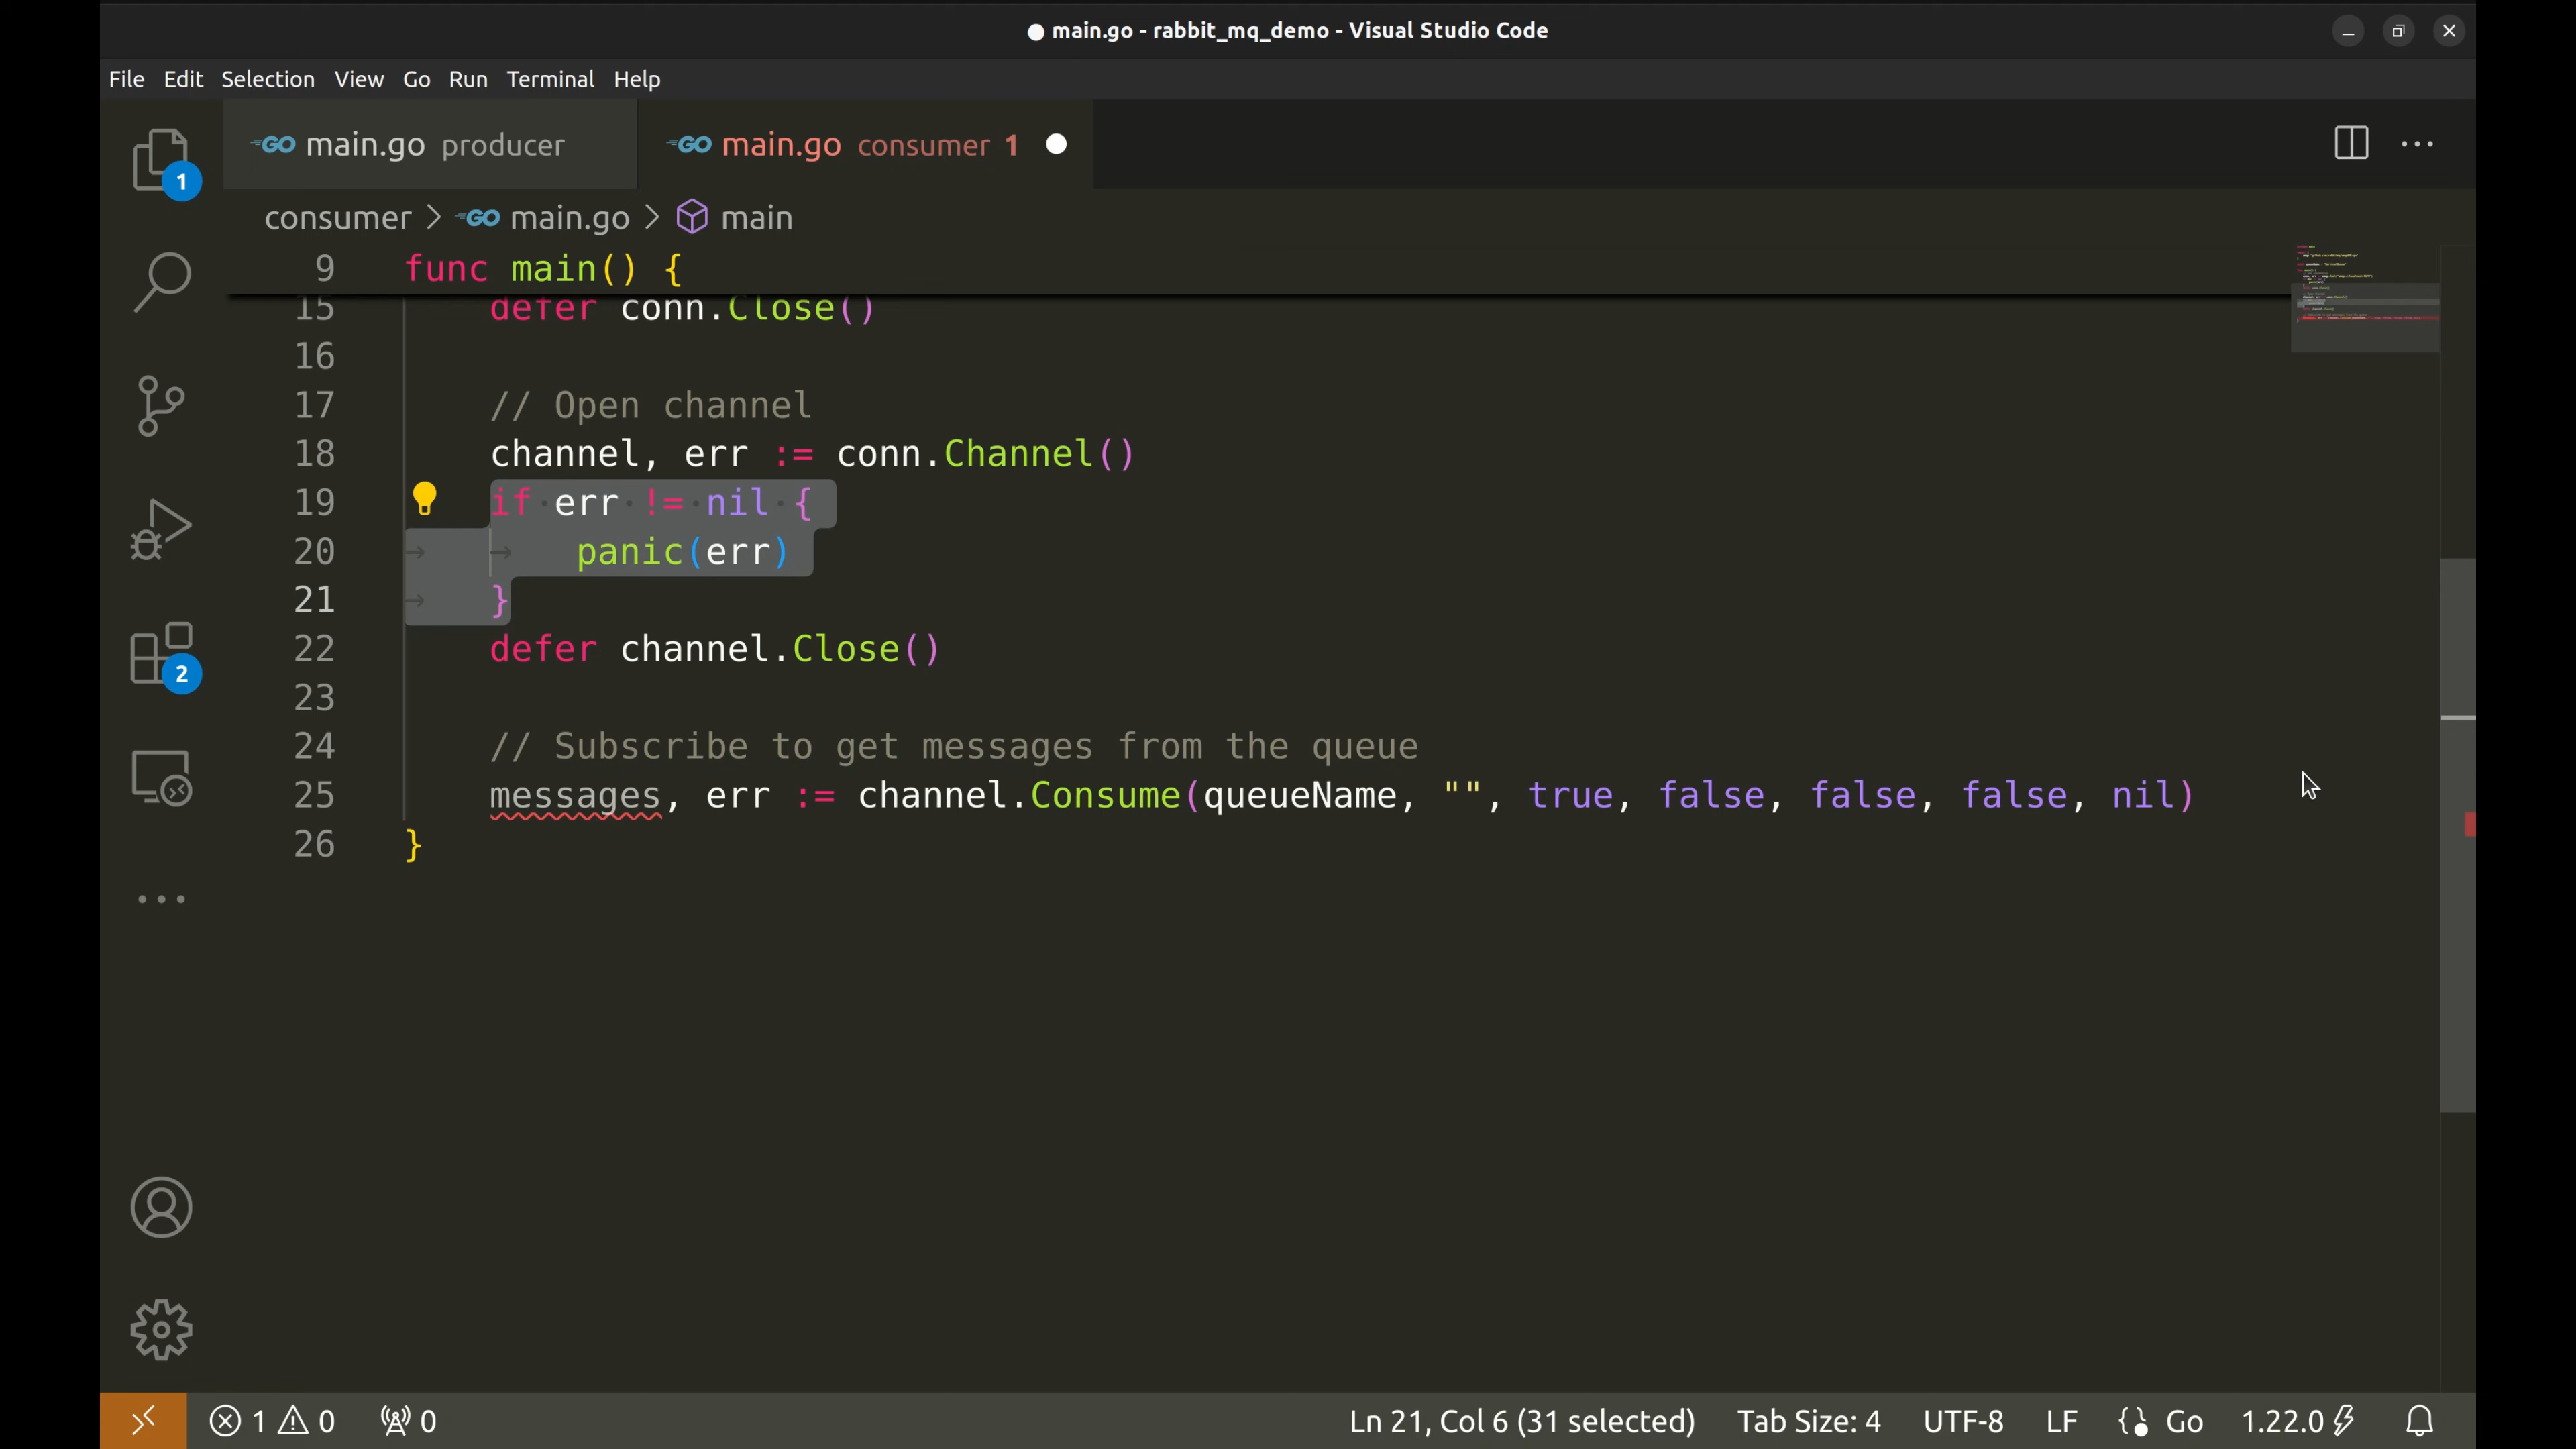 main.go - rabbit_mq_demo - Visual Studio Code
File Edit Selection View Go Run Terminal Help
1
GO main.go producer
GO main.go consumer 1
consumer > GO main.go > main
9 func main() {
15 defer conn.Close()
16
17 // Open channel
18 channel, err := conn.Channel()
19 if err != nil {
20 panic(err)
21 }
22 defer channel.Close()
23
24 // Subscribe to get messages from the queue
25 messages, err := channel.Consume(queueName, "", true, false, false, false, nil)
26 }
2
1 0 0 Ln 21, Col 6 (31 selected) Tab Size: 4 UTF-8 LF Go 1.22.0